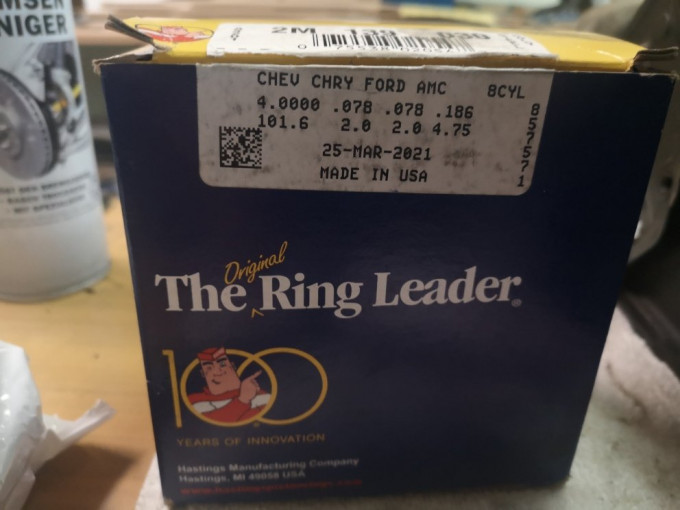 NIGER
2M
CHEV CHRY FORD AMC 8CYL
4.0000 .078 .078 .186
101.6 2.0 2.0 4.75
25-MAR-2021
MADE IN USA
857571
Original
The Ring Leader®
100
YEARS OF INNOVATION
Hastings Manufacturing Company
Hastings, MI 49058 USA